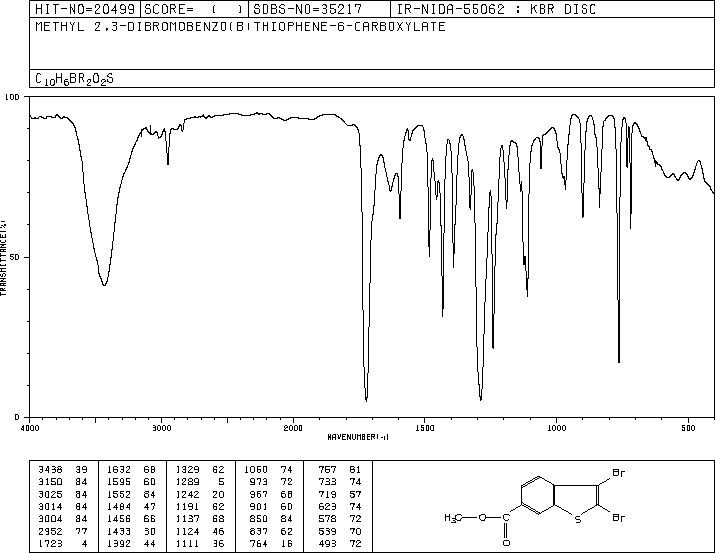 HIT-NO=20499 SCORE= ( ) SDBS-NO=35217 IR-NIDA-55062 : KBR DISC
METHYL 2,3-DIBROMOBENZO(B)THIOPHENE-6-CARBOXYLATE
C10H6BR2O2S
100
50
0
TRANSMITTANCE(%)
4000 3000 2000 1500 1000 500
WAVENUMBER(-1)
3438 39 1632 68 1329 62 1060 74 757 81
3150 84 1595 60 1289 5 973 72 733 74
3025 84 1552 84 1242 20 967 68 719 57
3014 84 1484 47 1191 62 901 60 629 74
3004 84 1456 66 1137 68 850 84 578 72
2952 77 1433 30 1124 46 837 62 539 70
1723 4 1392 44 1111 36 764 16 493 72
Br
Br
S
H3C
O
C
O